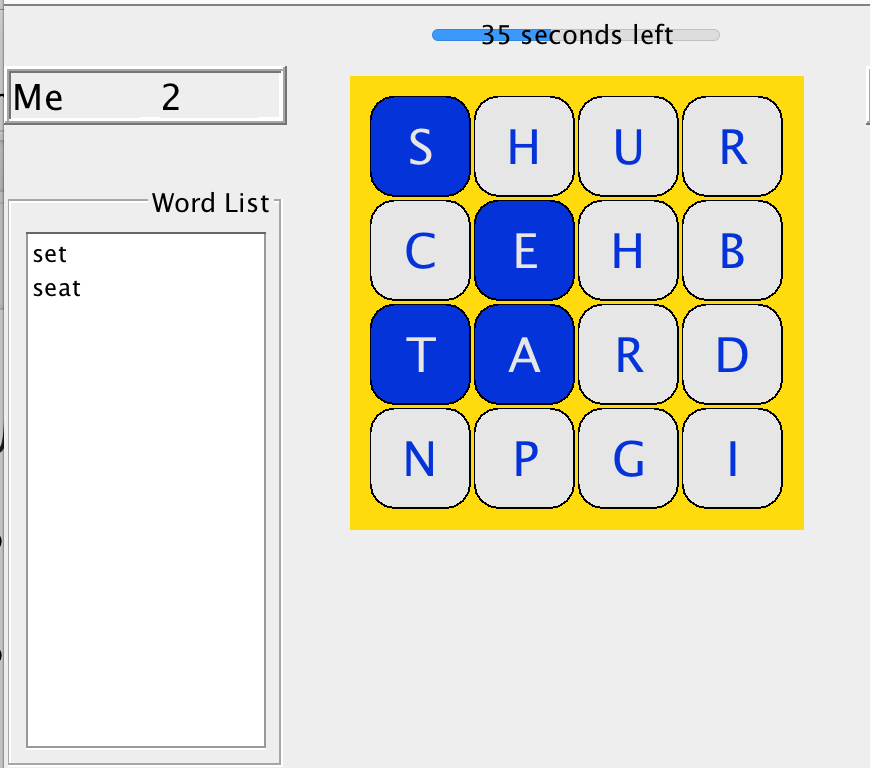 35 seconds left
Me 2
Word List
set
seat
S H U R
C E H B
T A R D
N P G I